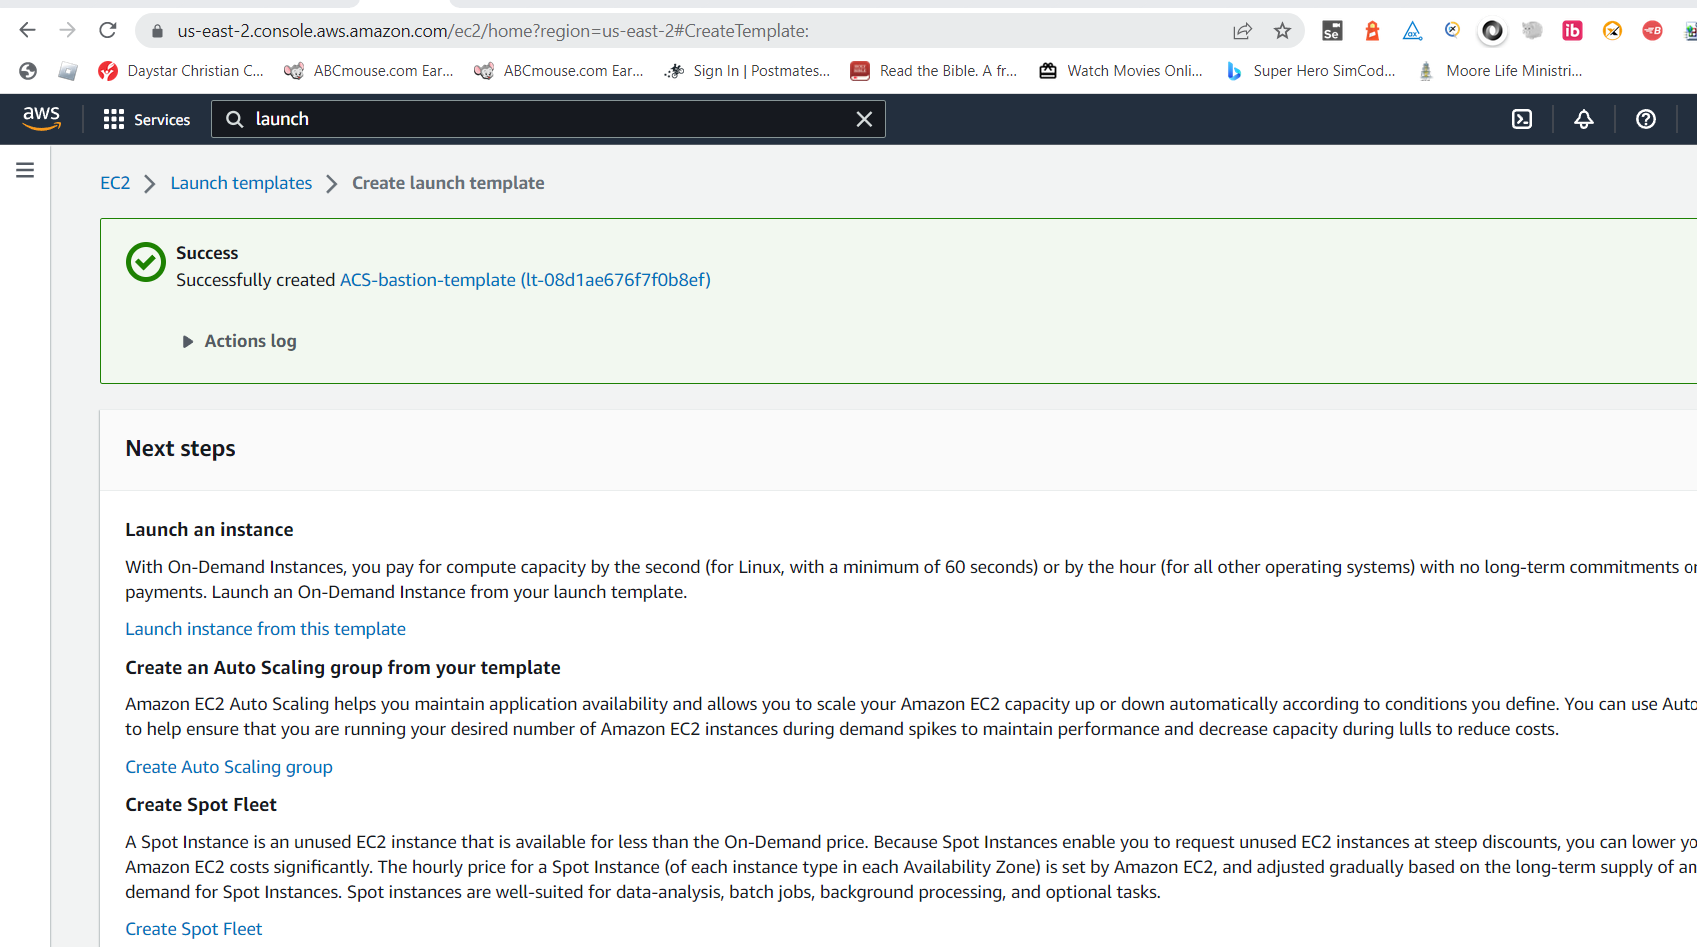 us-east-2.console.aws.amazon.com/ec2/home?region=us-east-2#CreateTemplate:
Se
ib
B
Daystar Christian C...
ABCmouse.com Ear...
ABCmouse.com Ear...
Sign In | Postmates...
Read the Bible. A fr...
Watch Movies Onli...
Super Hero SimCod...
Moore Life Ministri...
aws
Services
launch
EC2
Launch templates
Create launch template
Success
Successfully created ACS-bastion-template (lt-08d1ae676f7f0b8ef)
Actions log
Next steps
Launch an instance
With On-Demand Instances, you pay for compute capacity by the second (for Linux, with a minimum of 60 seconds) or by the hour (for all other operating systems) with no long-term commitments or
payments. Launch an On-Demand Instance from your launch template.
Launch instance from this template
Create an Auto Scaling group from your template
Amazon EC2 Auto Scaling helps you maintain application availability and allows you to scale your Amazon EC2 capacity up or down automatically according to conditions you define. You can use Auto
to help ensure that you are running your desired number of Amazon EC2 instances during demand spikes to maintain performance and decrease capacity during lulls to reduce costs.
Create Auto Scaling group
Create Spot Fleet
A Spot Instance is an unused EC2 instance that is available for less than the On-Demand price. Because Spot Instances enable you to request unused EC2 instances at steep discounts, you can lower yo
Amazon EC2 costs significantly. The hourly price for a Spot Instance (of each instance type in each Availability Zone) is set by Amazon EC2, and adjusted gradually based on the long-term supply of an
demand for Spot Instances. Spot instances are well-suited for data-analysis, batch jobs, background processing, and optional tasks.
Create Spot Fleet